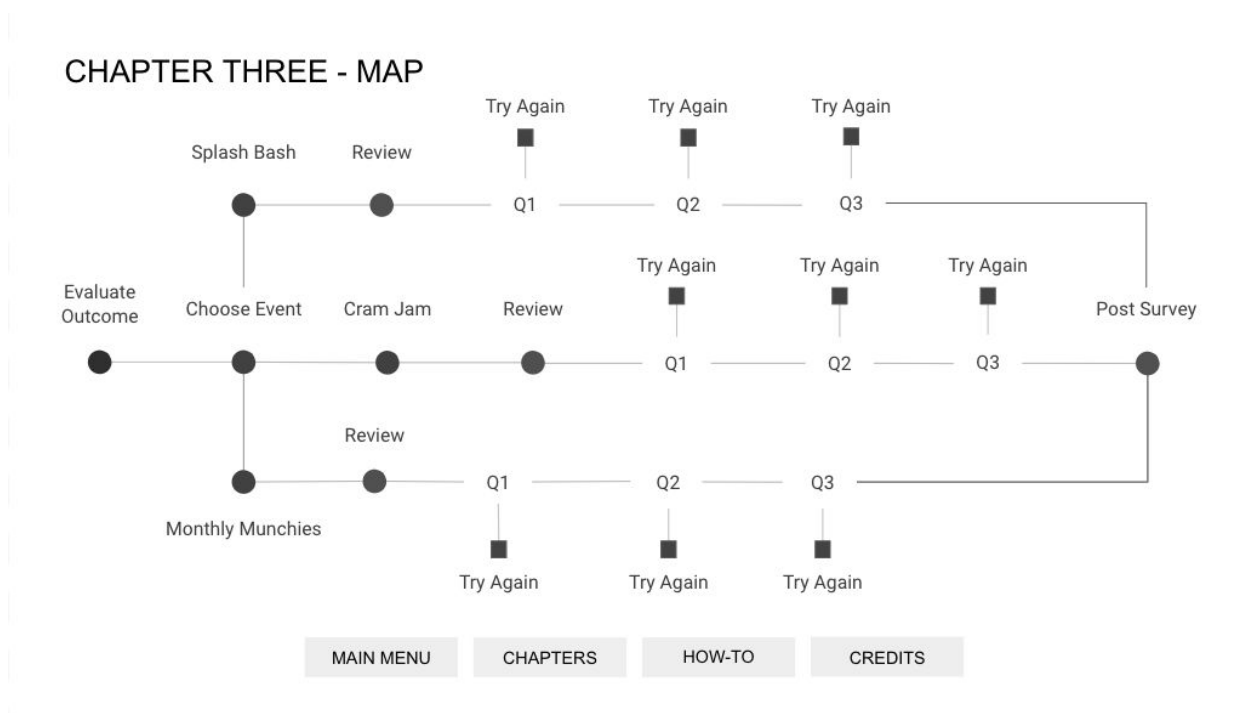 CHAPTER THREE - MAP
Try Again
Try Again
Try Again
Splash Bash
Review
Q1
Q2
Q3
Try Again
Try Again
Try Again
Evaluate
Outcome
Choose Event
Cram Jam
Review
Post Survey
Q1
Q2
Q3
Review
Q1
Q2
Q3
Monthly Munchies
Try Again
Try Again
Try Again
MAIN MENU
CHAPTERS
HOW-TO
CREDITS